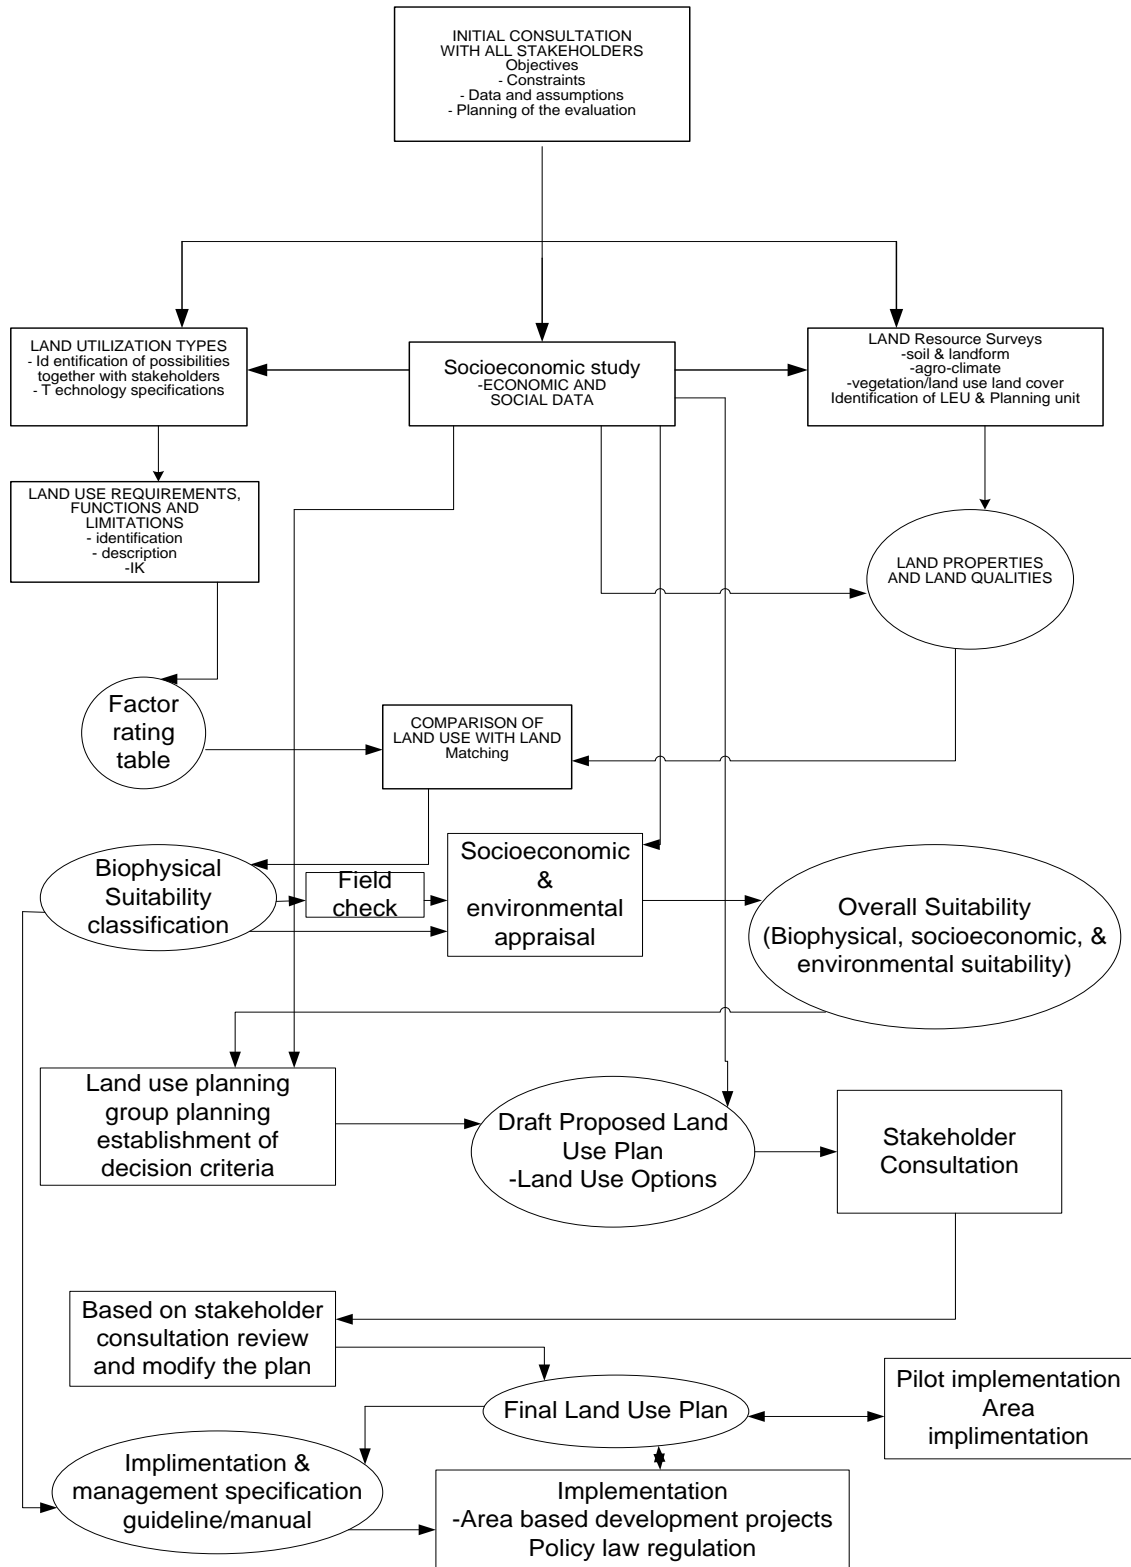 INITIAL CONSULTATION
WITH ALL STAKEHOLDERS
Objectives
- Constraints
- Data and assumptions
- Planning of the evaluation
LAND UTILIZATION TYPES
- Id entification of possibilities
together with stakeholders
- T echnology specifications
Socioeconomic study
-ECONOMIC AND
SOCIAL DATA
LAND Resource Surveys
-soil & landform
-agro-climate
-vegetation/land use land cover
Identification of LEU & Planning unit
LAND USE REQUIREMENTS,
FUNCTIONS AND
LIMITATIONS
- identification
- description
-IK
LAND PROPERTIES
AND LAND QUALITIES
Factor
rating
table
COMPARISON OF
LAND USE WITH LAND
Matching
Biophysical
Suitability
classification
Field
check
Socioeconomic
&
environmental
appraisal
Overall Suitability
(Biophysical, socioeconomic, &
environmental suitability)
Land use planning
group planning
establishment of
decision criteria
Draft Proposed Land
Use Plan
-Land Use Options
Stakeholder
Consultation
Based on stakeholder
consultation review
and modify the plan
Final Land Use Plan
Pilot implementation
Area
implimentation
Implimentation &
management specification
guideline/manual
Implementation
-Area based development projects
Policy law regulation